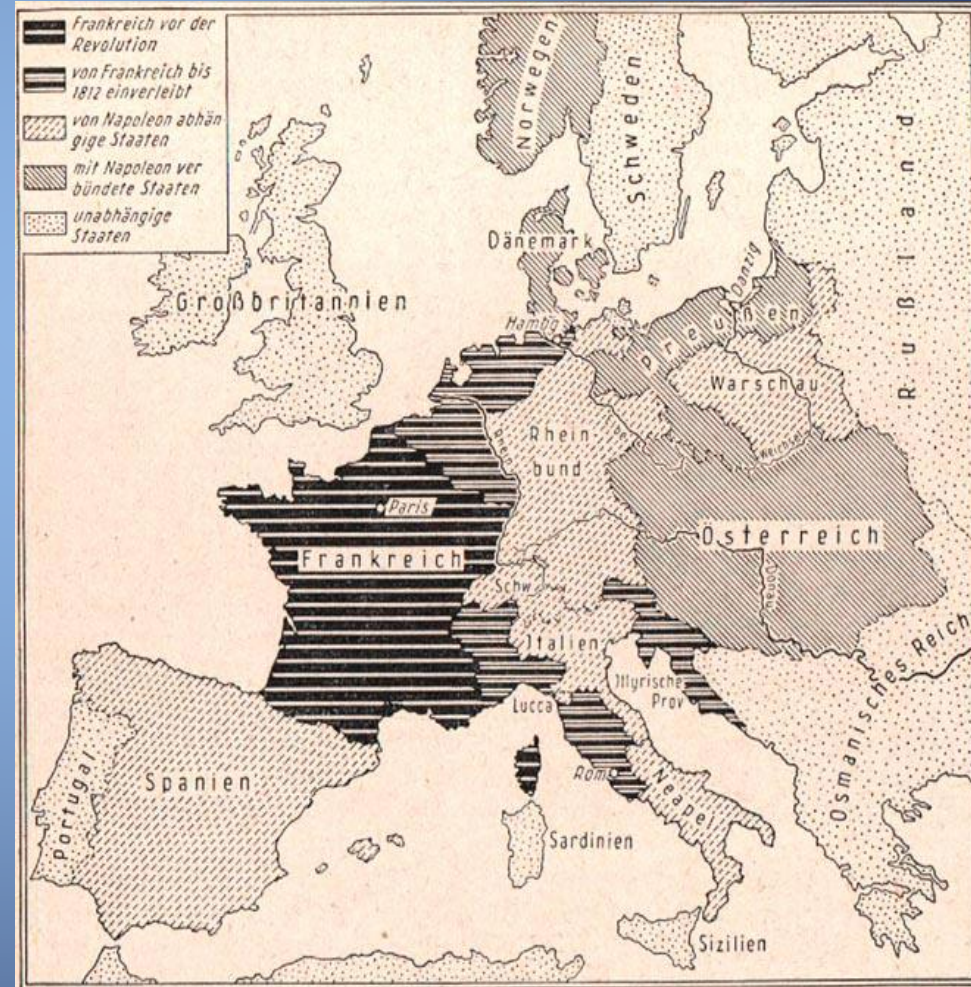 Frankreich vor der
Revolution
von Frankreich bis
1812 einverleibt
von Napoleon abhän
gige Staaten
mit Napoleon ver
bündete Staaten
unabhängige
Staaten
Norwegen
Schweden
Rußland
Dänemark
Großbritannien
Hambg
Danzig
Preußen
Warschau
Weichsel
Rhein
bund
Paris
Frankreich
Österreich
Donau
Schw.
Italien
Illyrische
Prov
Lucca
Rom
Neapel
Osmanisches Reich
Portugal
Spanien
Sardinien
Sizilien